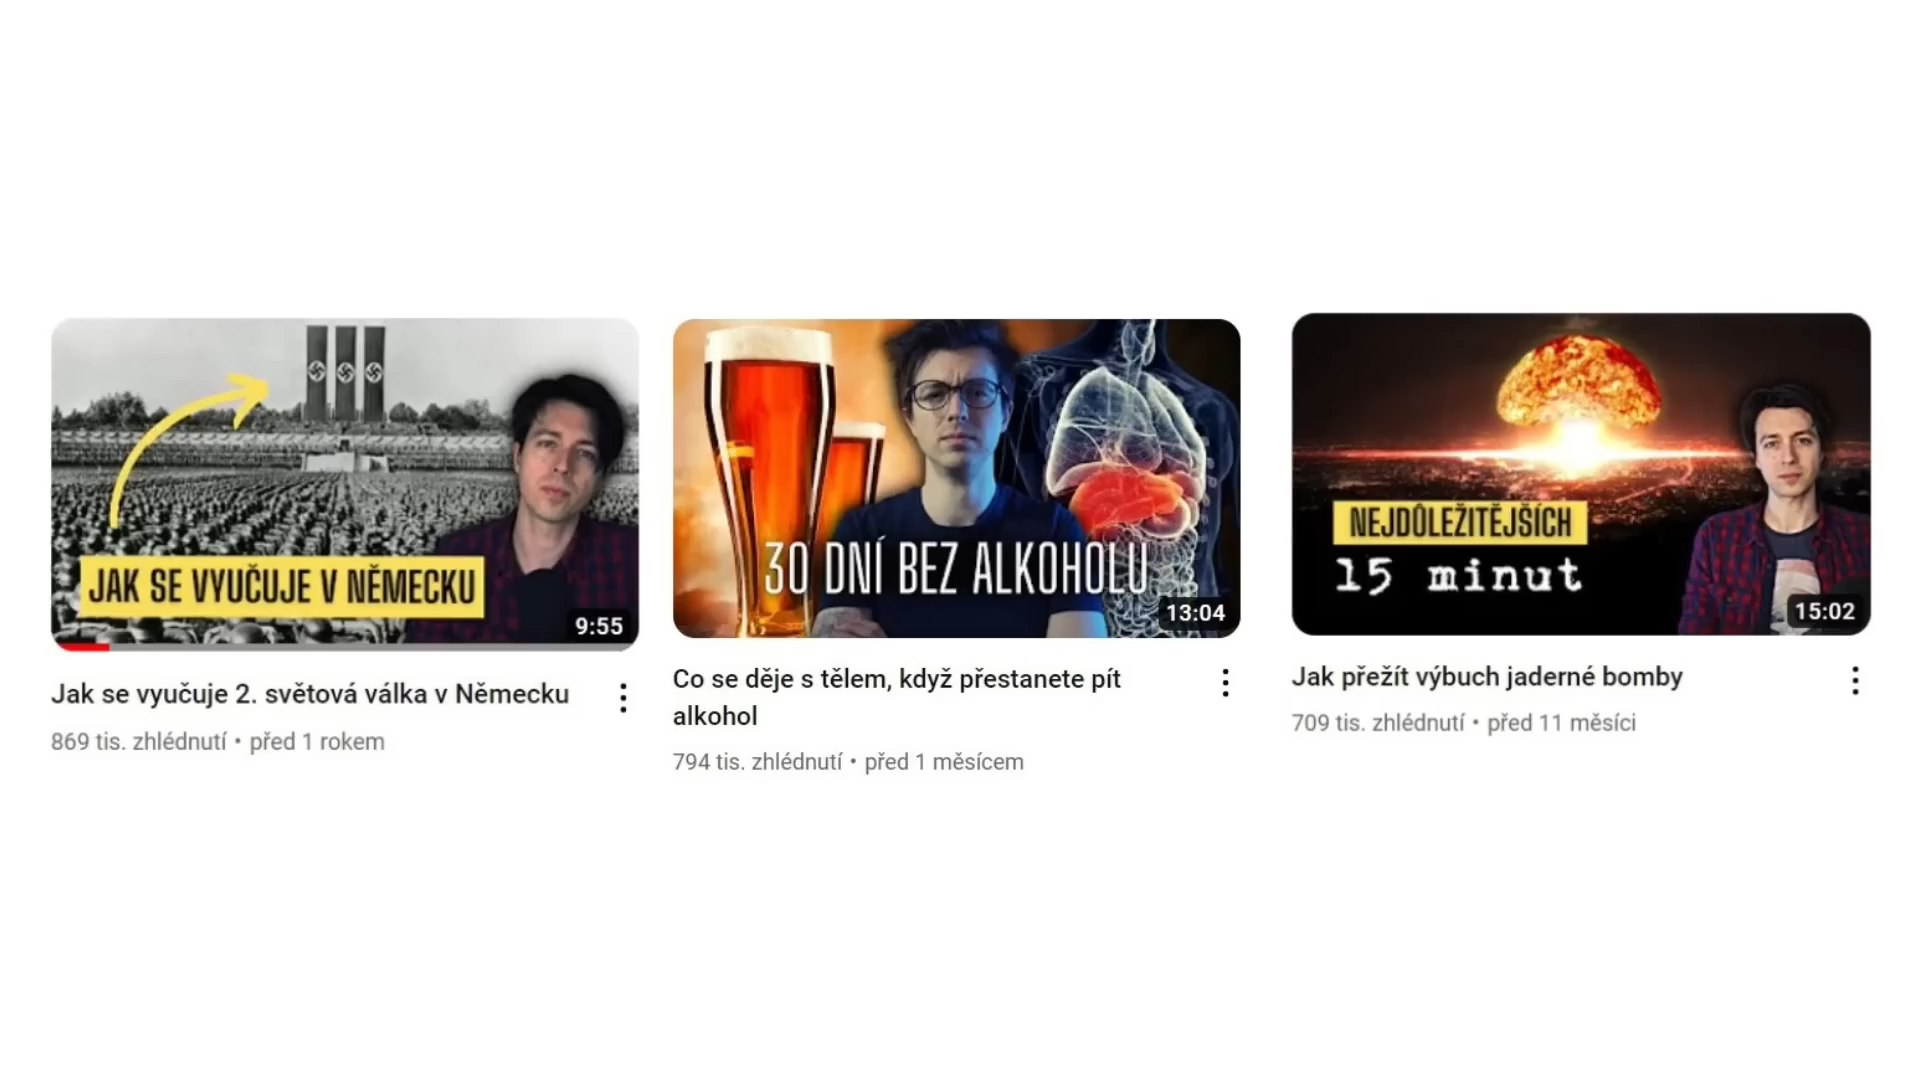 JAK SE VYUČUJE V NĚMECKU
9:55
Jak se vyučuje 2. světová válka v Německu
869 tis. zhlédnutí • před 1 rokem
30 DNÍ BEZ ALKOHOLU
13:04
Co se děje s tělem, když přestanete pít
alkohol
794 tis. zhlédnutí • před 1 měsícem
NEJDŮLEŽITĚJŠÍCH
15 minut
15:02
Jak přežít výbuch jaderné bomby
709 tis. zhlédnutí • před 11 měsíci